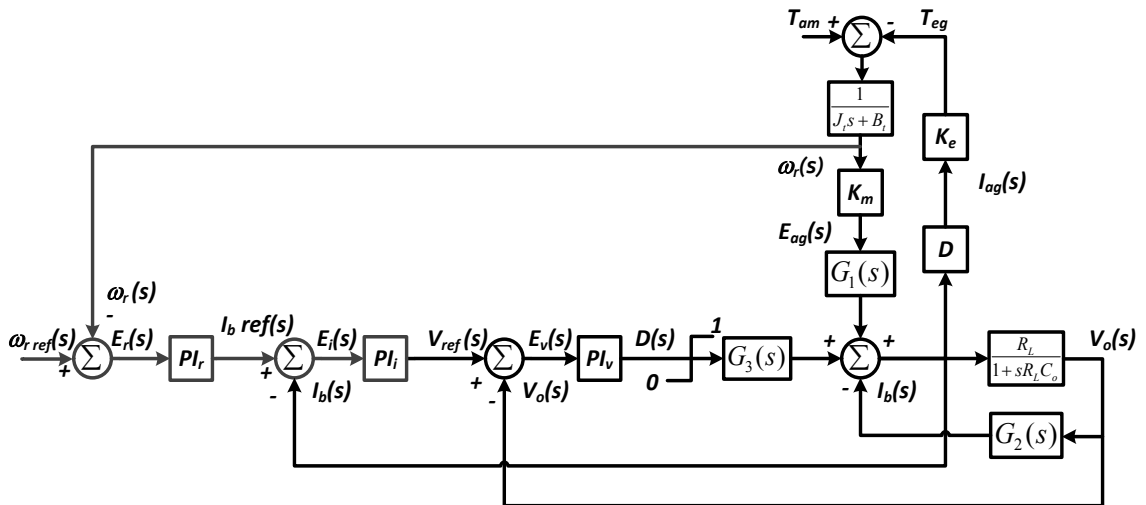 T_am + - T_eg
Σ
1 / (J_t s + B_t)
K_e
ω_r(s)
K_m
I_ag(s)
E_ag(s)
D
G_1(s)
ω_r(s)
-
ω_r ref(s) + Σ E_r(s) PI_r I_b ref(s) + Σ E_i(s) PI_i V_ref(s) + Σ E_v(s) PI_v D(s) 1 0 G_3(s) + + Σ + R_L / (1 + sR_L C_o) V_o(s)
- I_b(s) - V_o(s) - I_b(s)
G_2(s)